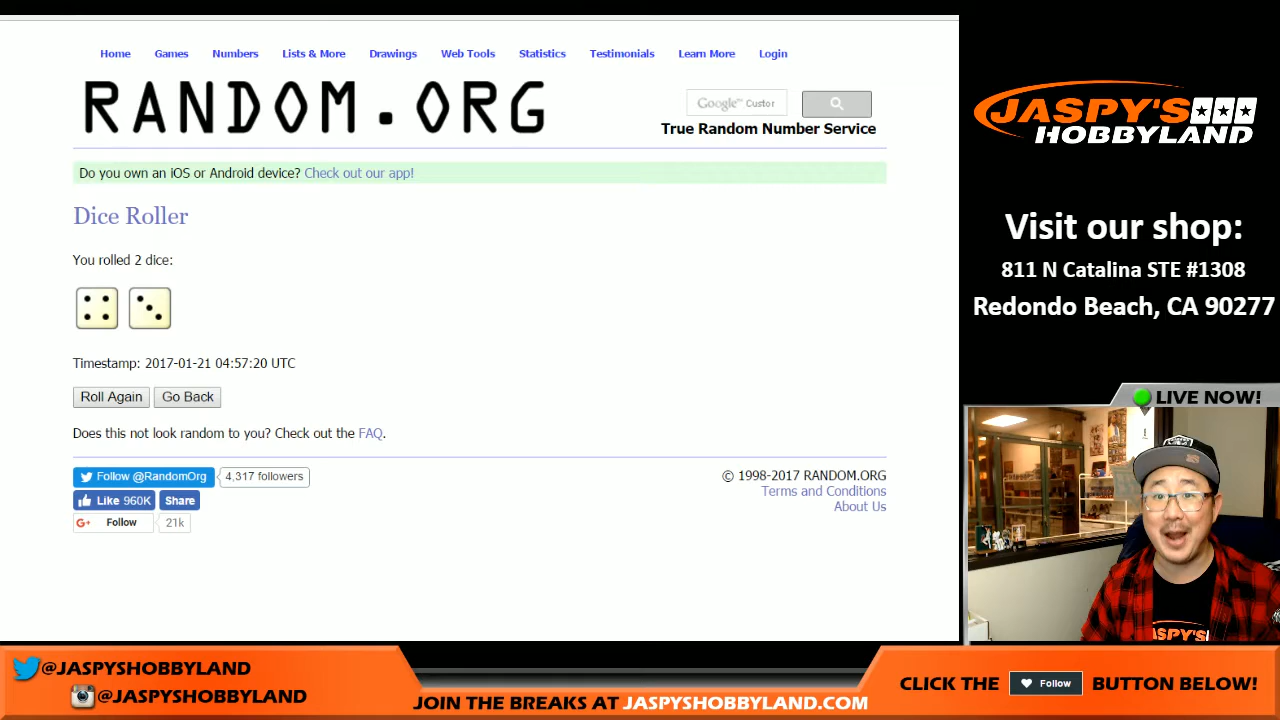 Home Games Numbers Lists & More Drawings Web Tools Statistics Testimonials Learn More Login
RANDOM.ORG
Google™ Custor
True Random Number Service
Do you own an iOS or Android device? Check out our app!
Dice Roller
You rolled 2 dice:
Timestamp: 2017-01-21 04:57:20 UTC
Roll Again Go Back
Does this not look random to you? Check out the FAQ.
Follow @RandomOrg 4,317 followers
Like 960K Share
G+ Follow 21k
© 1998-2017 RANDOM.ORG
Terms and Conditions
About Us
JASPY'S
HOBBYLAND
Visit our shop:
811 N Catalina STE #1308
Redondo Beach, CA 90277
LIVE NOW!
JASPY'S
@JASPYSHOBBYLAND
@JASPYSHOBBYLAND
JOIN THE BREAKS AT JASPYSHOBBYLAND.COM
CLICK THE Follow BUTTON BELOW!